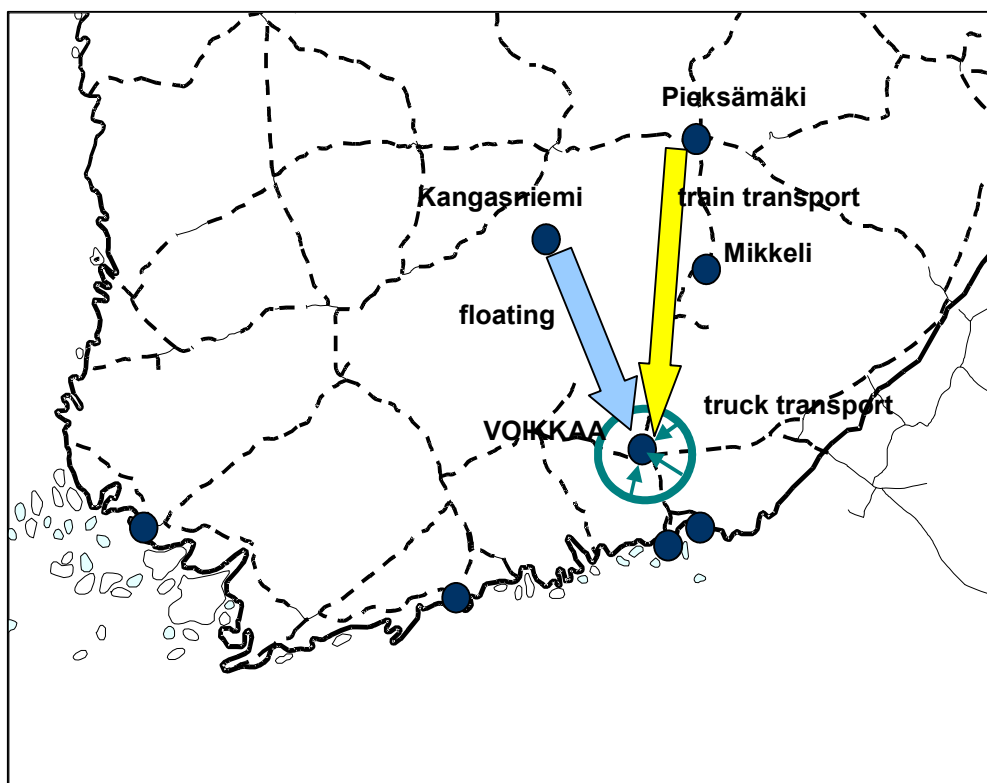 Pieksämäki
Kangasniemi
train transport
Mikkeli
floating
truck transport
VOIKKAA